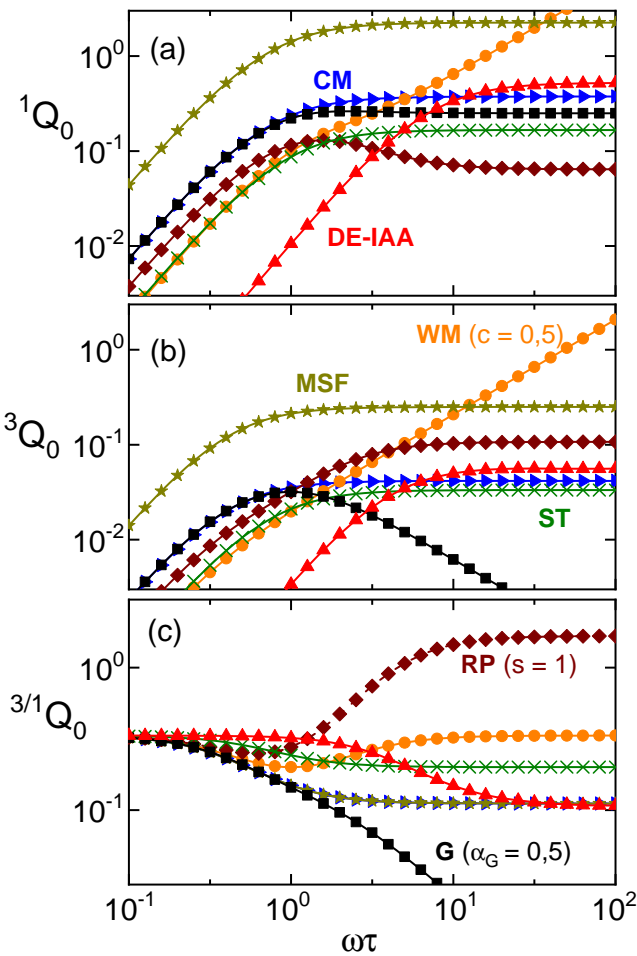 (a)
10⁰
10⁻¹
10⁻²
¹Q₀
CM
DE-IAA
(b)
10⁰
10⁻¹
10⁻²
³Q₀
WM (c = 0,5)
MSF
ST
(c)
10⁰
10⁻¹
³/¹Q₀
RP (s = 1)
G (α_G = 0,5)
10⁻¹ 10⁰ 10¹ 10²
ωτ